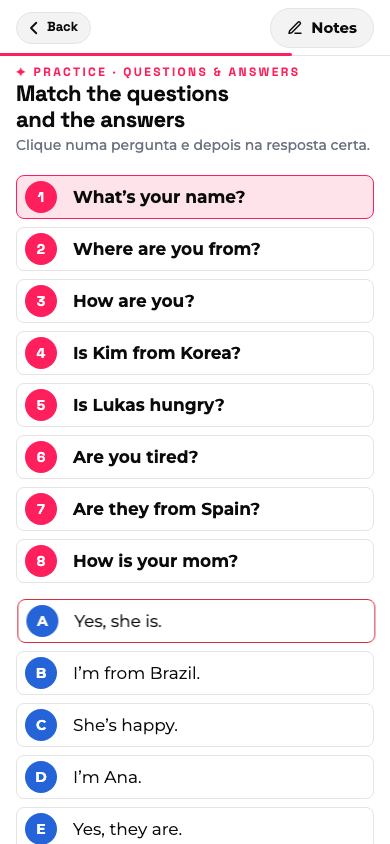 Back
Notes
✦ PRACTICE · QUESTIONS & ANSWERS
Match the questions
and the answers
Clique numa pergunta e depois na resposta certa.
1 What's your name?
2 Where are you from?
3 How are you?
4 Is Kim from Korea?
5 Is Lukas hungry?
6 Are you tired?
7 Are they from Spain?
8 How is your mom?
A Yes, she is.
B I'm from Brazil.
C She's happy.
D I'm Ana.
E Yes, they are.